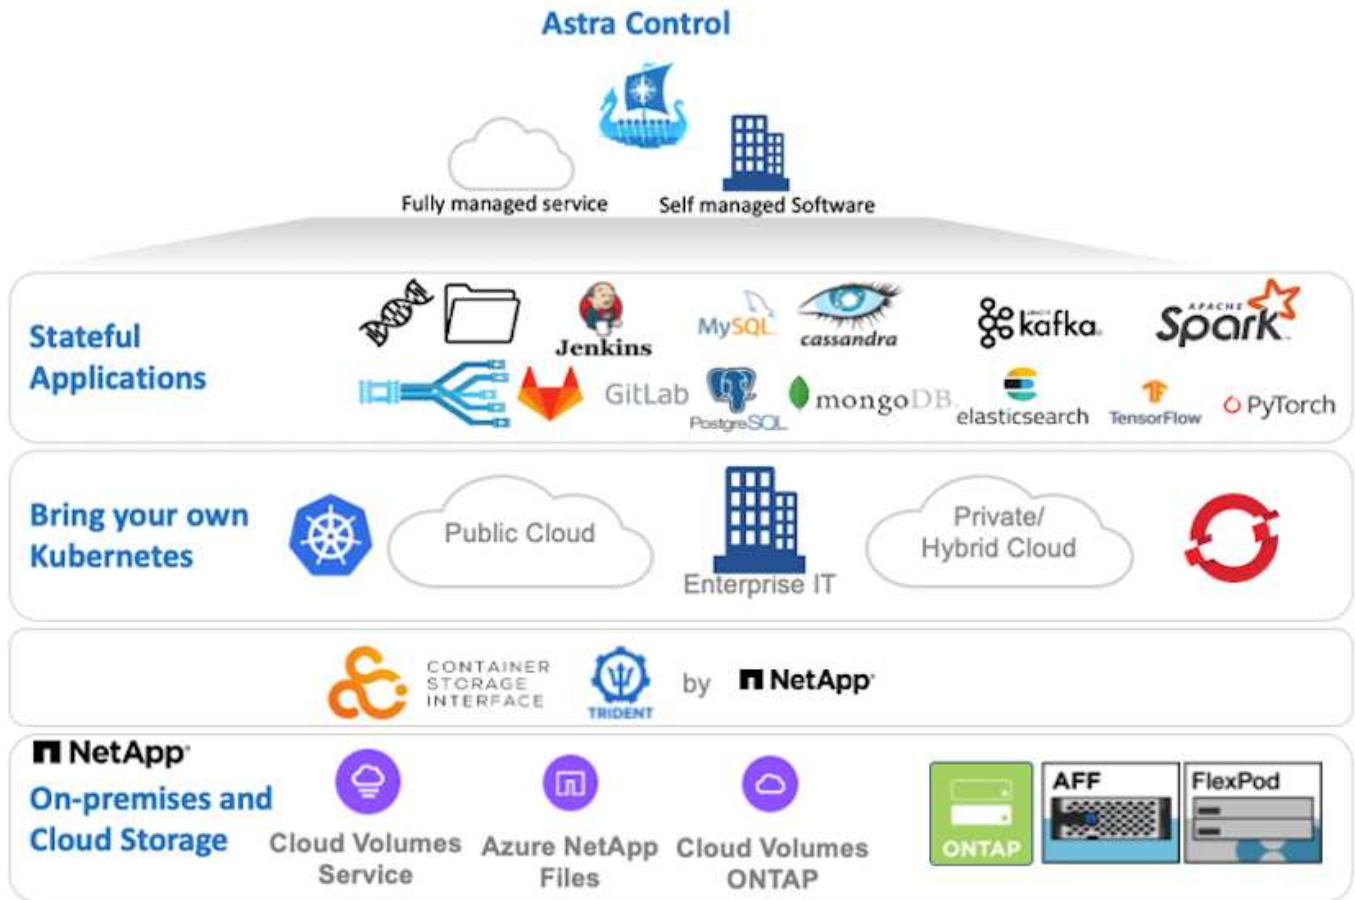 Astra Control
Fully managed service
Self managed Software
Stateful
Applications
Jenkins
MySQL
cassandra
kafka
APACHE
Spark
GitLab
PostgreSQL
mongoDB.
elasticsearch
TensorFlow
PyTorch
Bring your own
Kubernetes
Public Cloud
Enterprise IT
Private/
Hybrid Cloud
CONTAINER
STORAGE
INTERFACE
TRIDENT
by
NetApp
NetApp
On-premises and
Cloud Storage
Cloud Volumes
Service
Azure NetApp
Files
Cloud Volumes
ONTAP
ONTAP
AFF
FlexPod